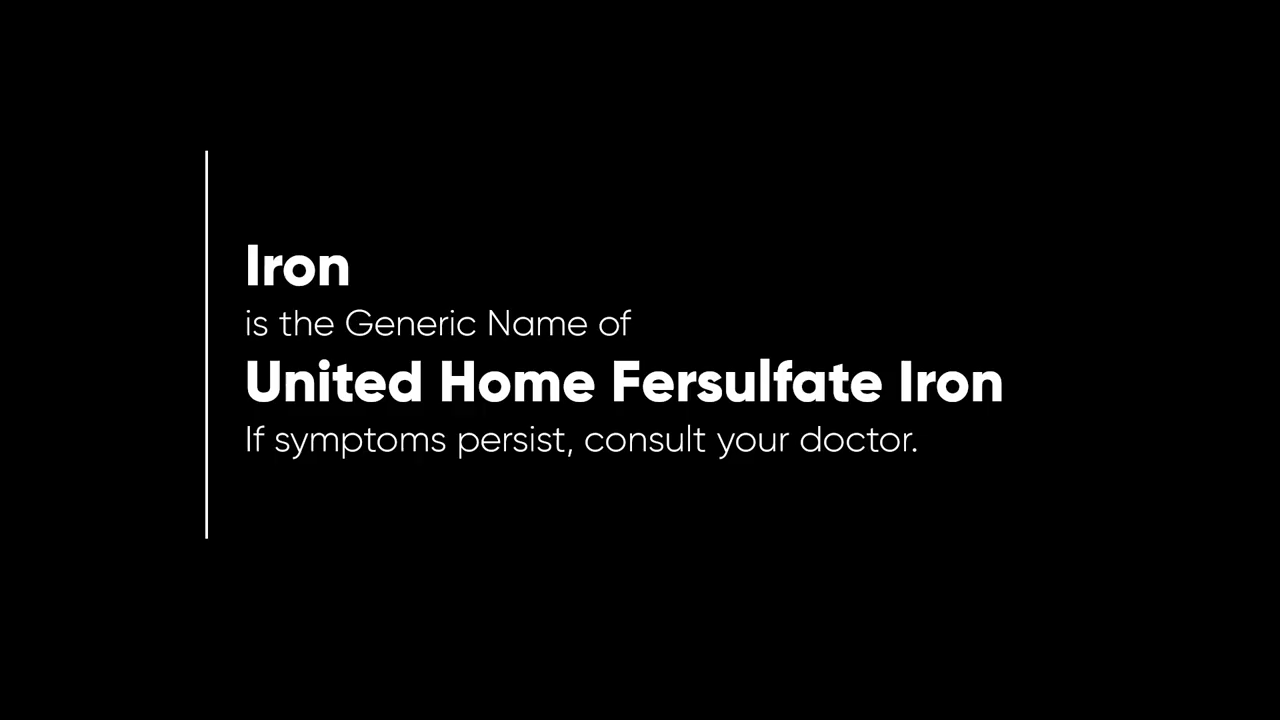 Iron
is the Generic Name of
United Home Fersulfate Iron
If symptoms persist, consult your doctor.